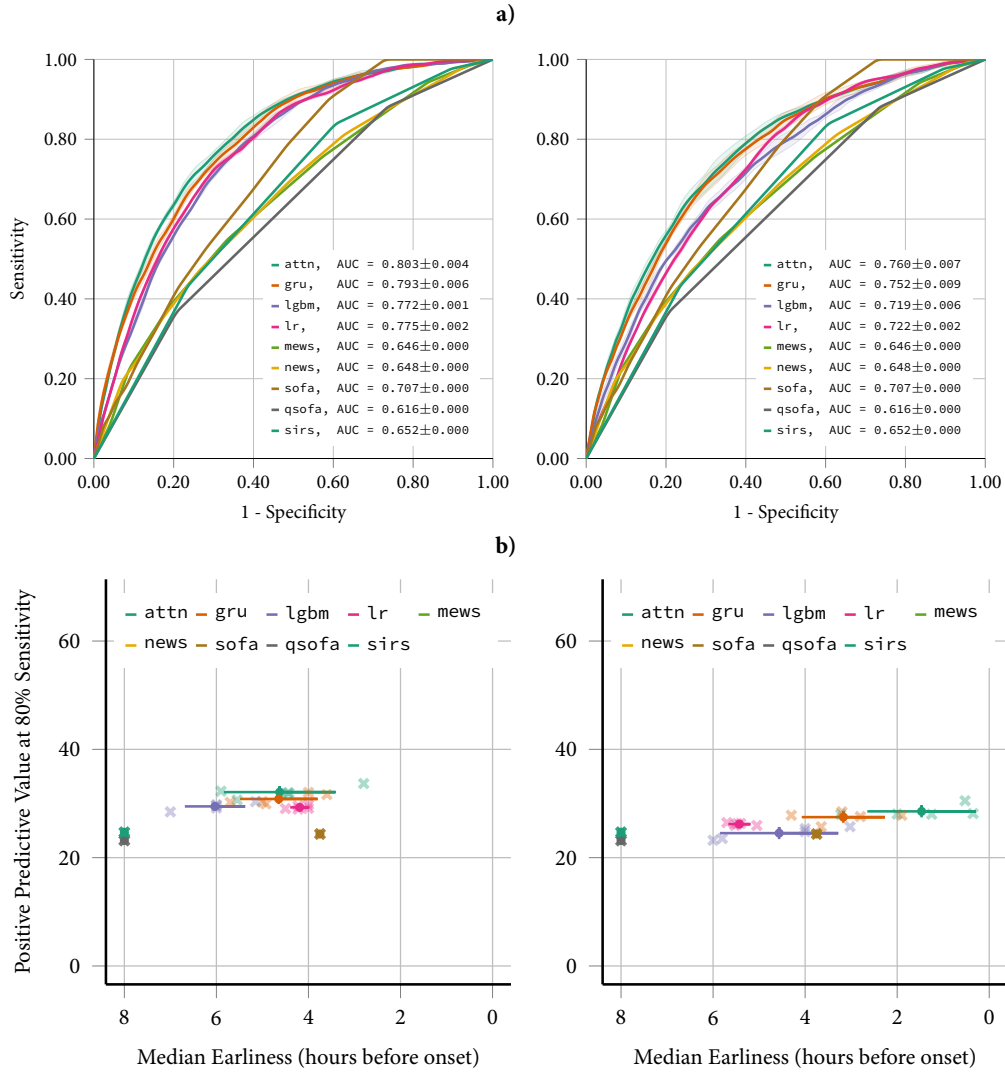 a)
Sensitivity
1.00
0.80
0.60
0.40
0.20
0.00
0.00 0.20 0.40 0.60 0.80 1.00
1 - Specificity
attn, AUC = 0.803±0.004
gru, AUC = 0.793±0.006
lgbm, AUC = 0.772±0.001
lr, AUC = 0.775±0.002
mews, AUC = 0.646±0.000
news, AUC = 0.648±0.000
sofa, AUC = 0.707±0.000
qsofa, AUC = 0.616±0.000
sirs, AUC = 0.652±0.000
1.00
0.80
0.60
0.40
0.20
0.00
0.00 0.20 0.40 0.60 0.80 1.00
1 - Specificity
attn, AUC = 0.760±0.007
gru, AUC = 0.752±0.009
lgbm, AUC = 0.719±0.006
lr, AUC = 0.722±0.002
mews, AUC = 0.646±0.000
news, AUC = 0.648±0.000
sofa, AUC = 0.707±0.000
qsofa, AUC = 0.616±0.000
sirs, AUC = 0.652±0.000
b)
Positive Predictive Value at 80% Sensitivity
attn gru lgbm lr mews
news sofa qsofa sirs
60
40
20
0
8 6 4 2 0
Median Earliness (hours before onset)
attn gru lgbm lr mews
news sofa qsofa sirs
60
40
20
0
8 6 4 2 0
Median Earliness (hours before onset)